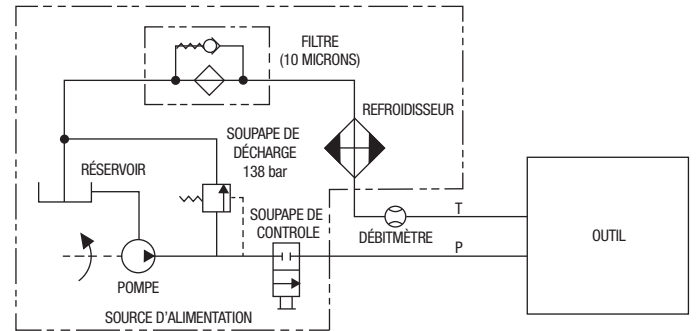 FILTRE
(10 MICRONS)
REFROIDISSEUR
SOUPAPE DE
DÉCHARGE
138 bar
RÉSERVOIR
SOUPAPE DE
CONTROLE
T
DÉBITMÈTRE
P
OUTIL
POMPE
SOURCE D'ALIMENTATION